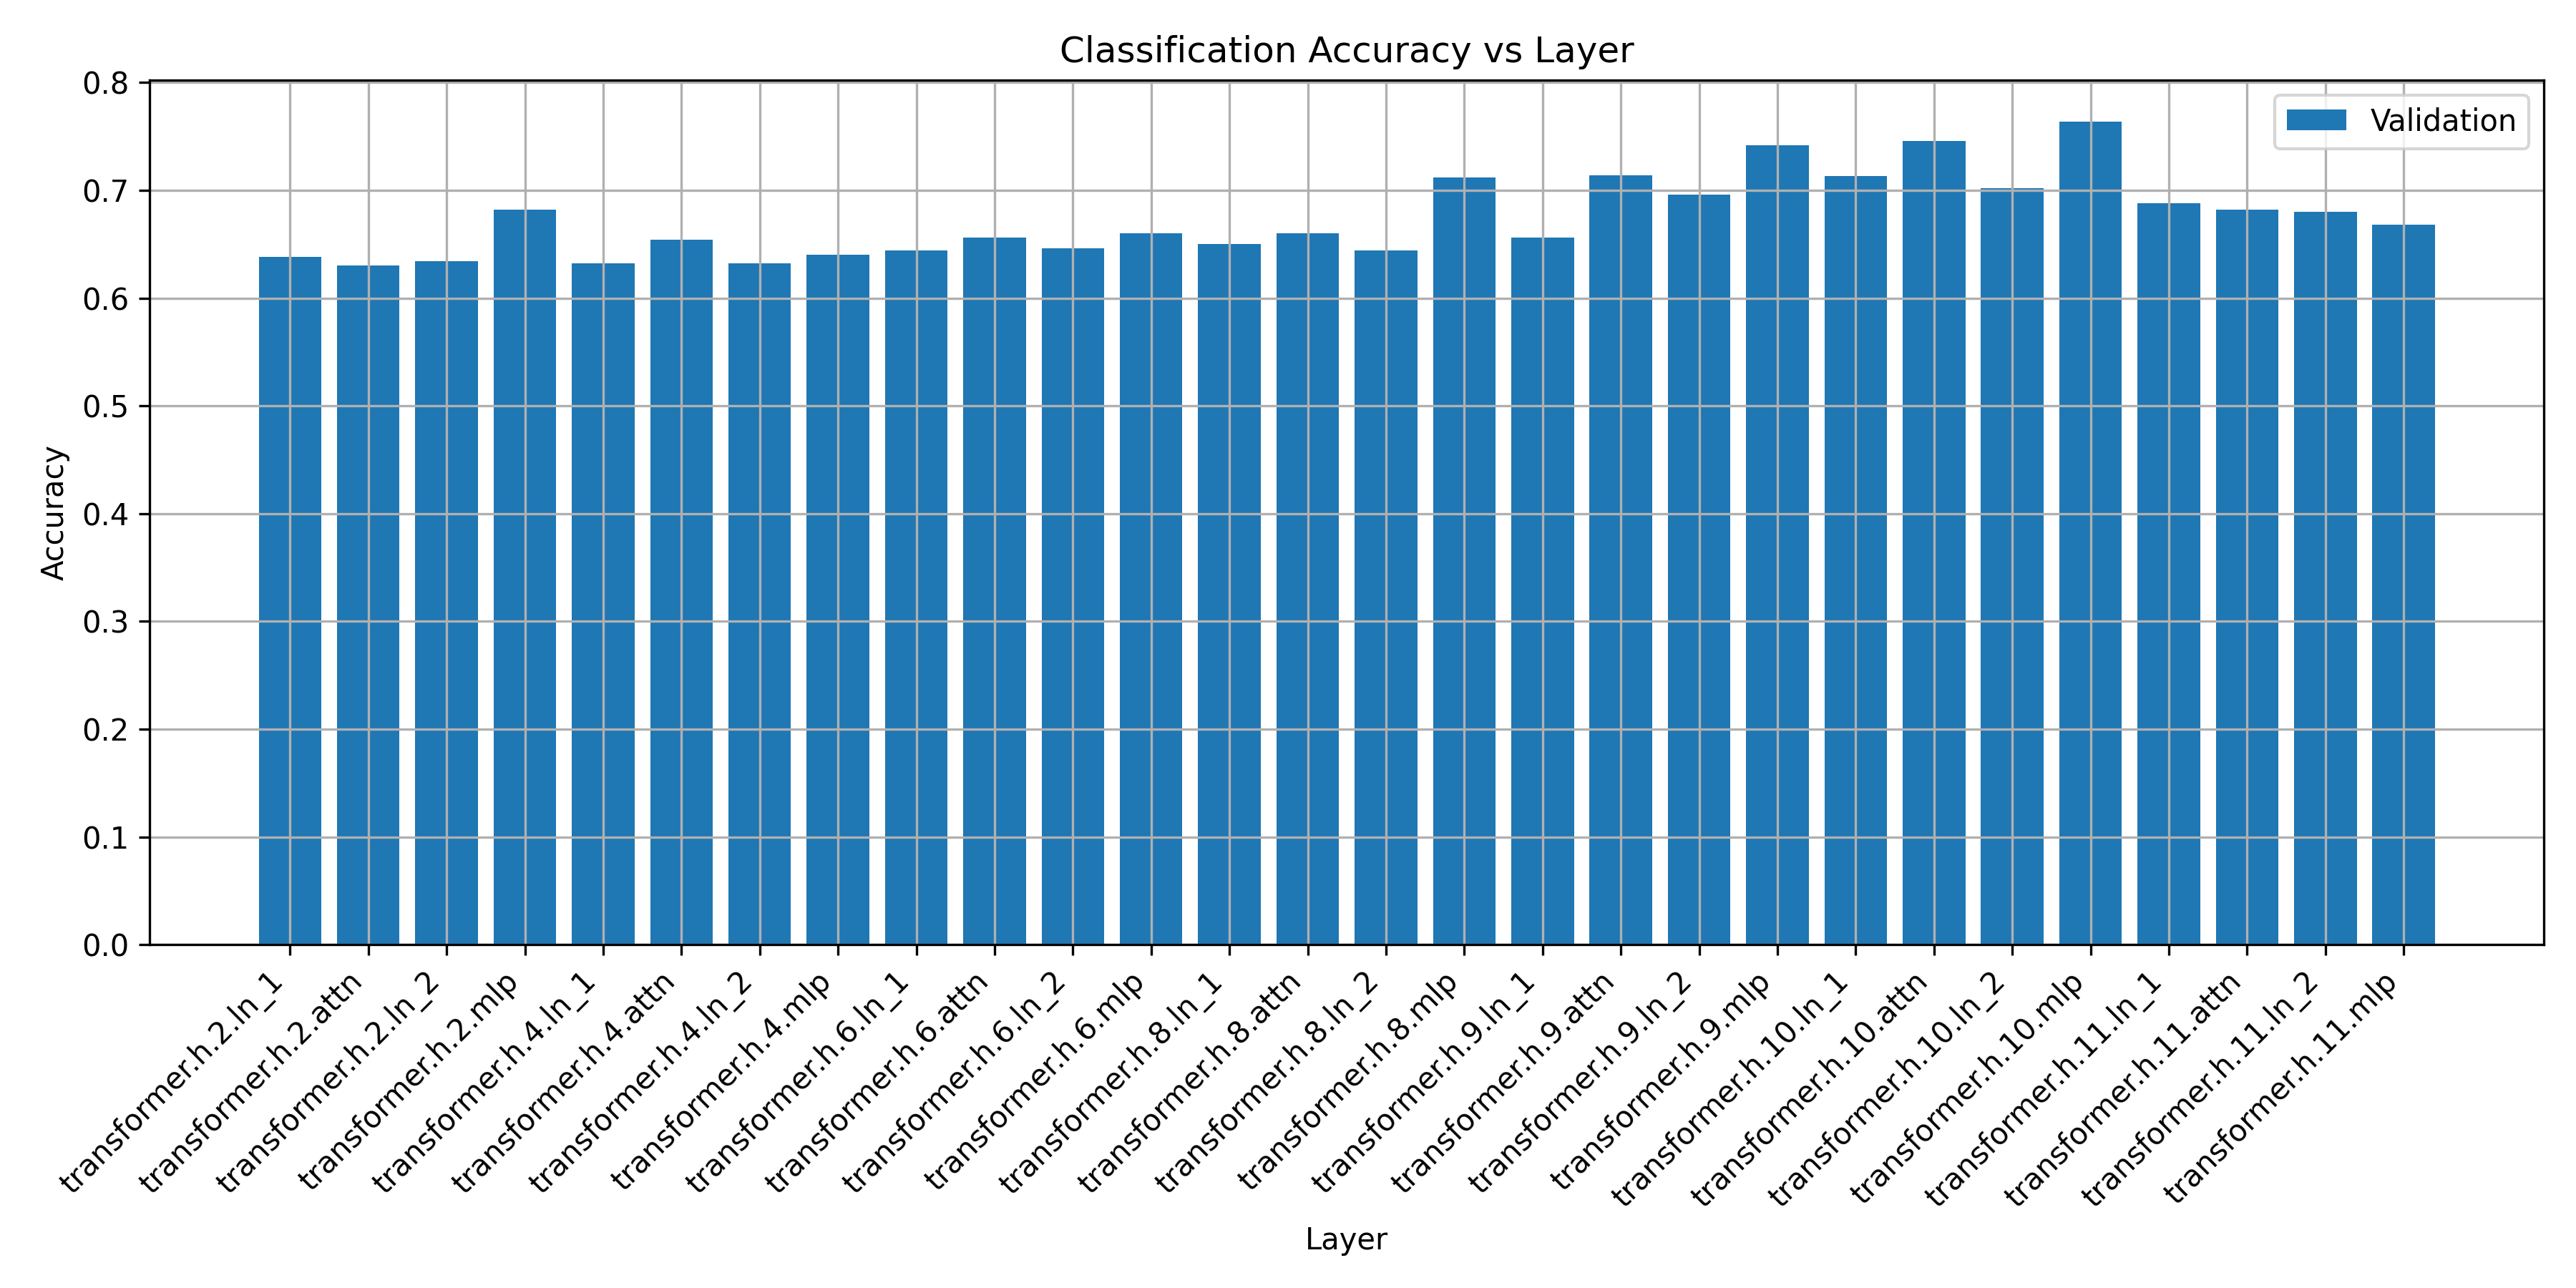 Classification Accuracy vs Layer
Validation
Accuracy
0.8
0.7
0.6
0.5
0.4
0.3
0.2
0.1
0.0
transformer.h.2.ln_1
transformer.h.2.attn
transformer.h.2.ln_2
transformer.h.2.mlp
transformer.h.4.ln_1
transformer.h.4.attn
transformer.h.4.ln_2
transformer.h.4.mlp
transformer.h.6.ln_1
transformer.h.6.attn
transformer.h.6.ln_2
transformer.h.6.mlp
transformer.h.8.ln_1
transformer.h.8.attn
transformer.h.8.ln_2
transformer.h.8.mlp
transformer.h.9.ln_1
transformer.h.9.attn
transformer.h.9.ln_2
transformer.h.9.mlp
transformer.h.10.ln_1
transformer.h.10.attn
transformer.h.10.ln_2
transformer.h.10.mlp
transformer.h.11.ln_1
transformer.h.11.attn
transformer.h.11.ln_2
transformer.h.11.mlp
Layer